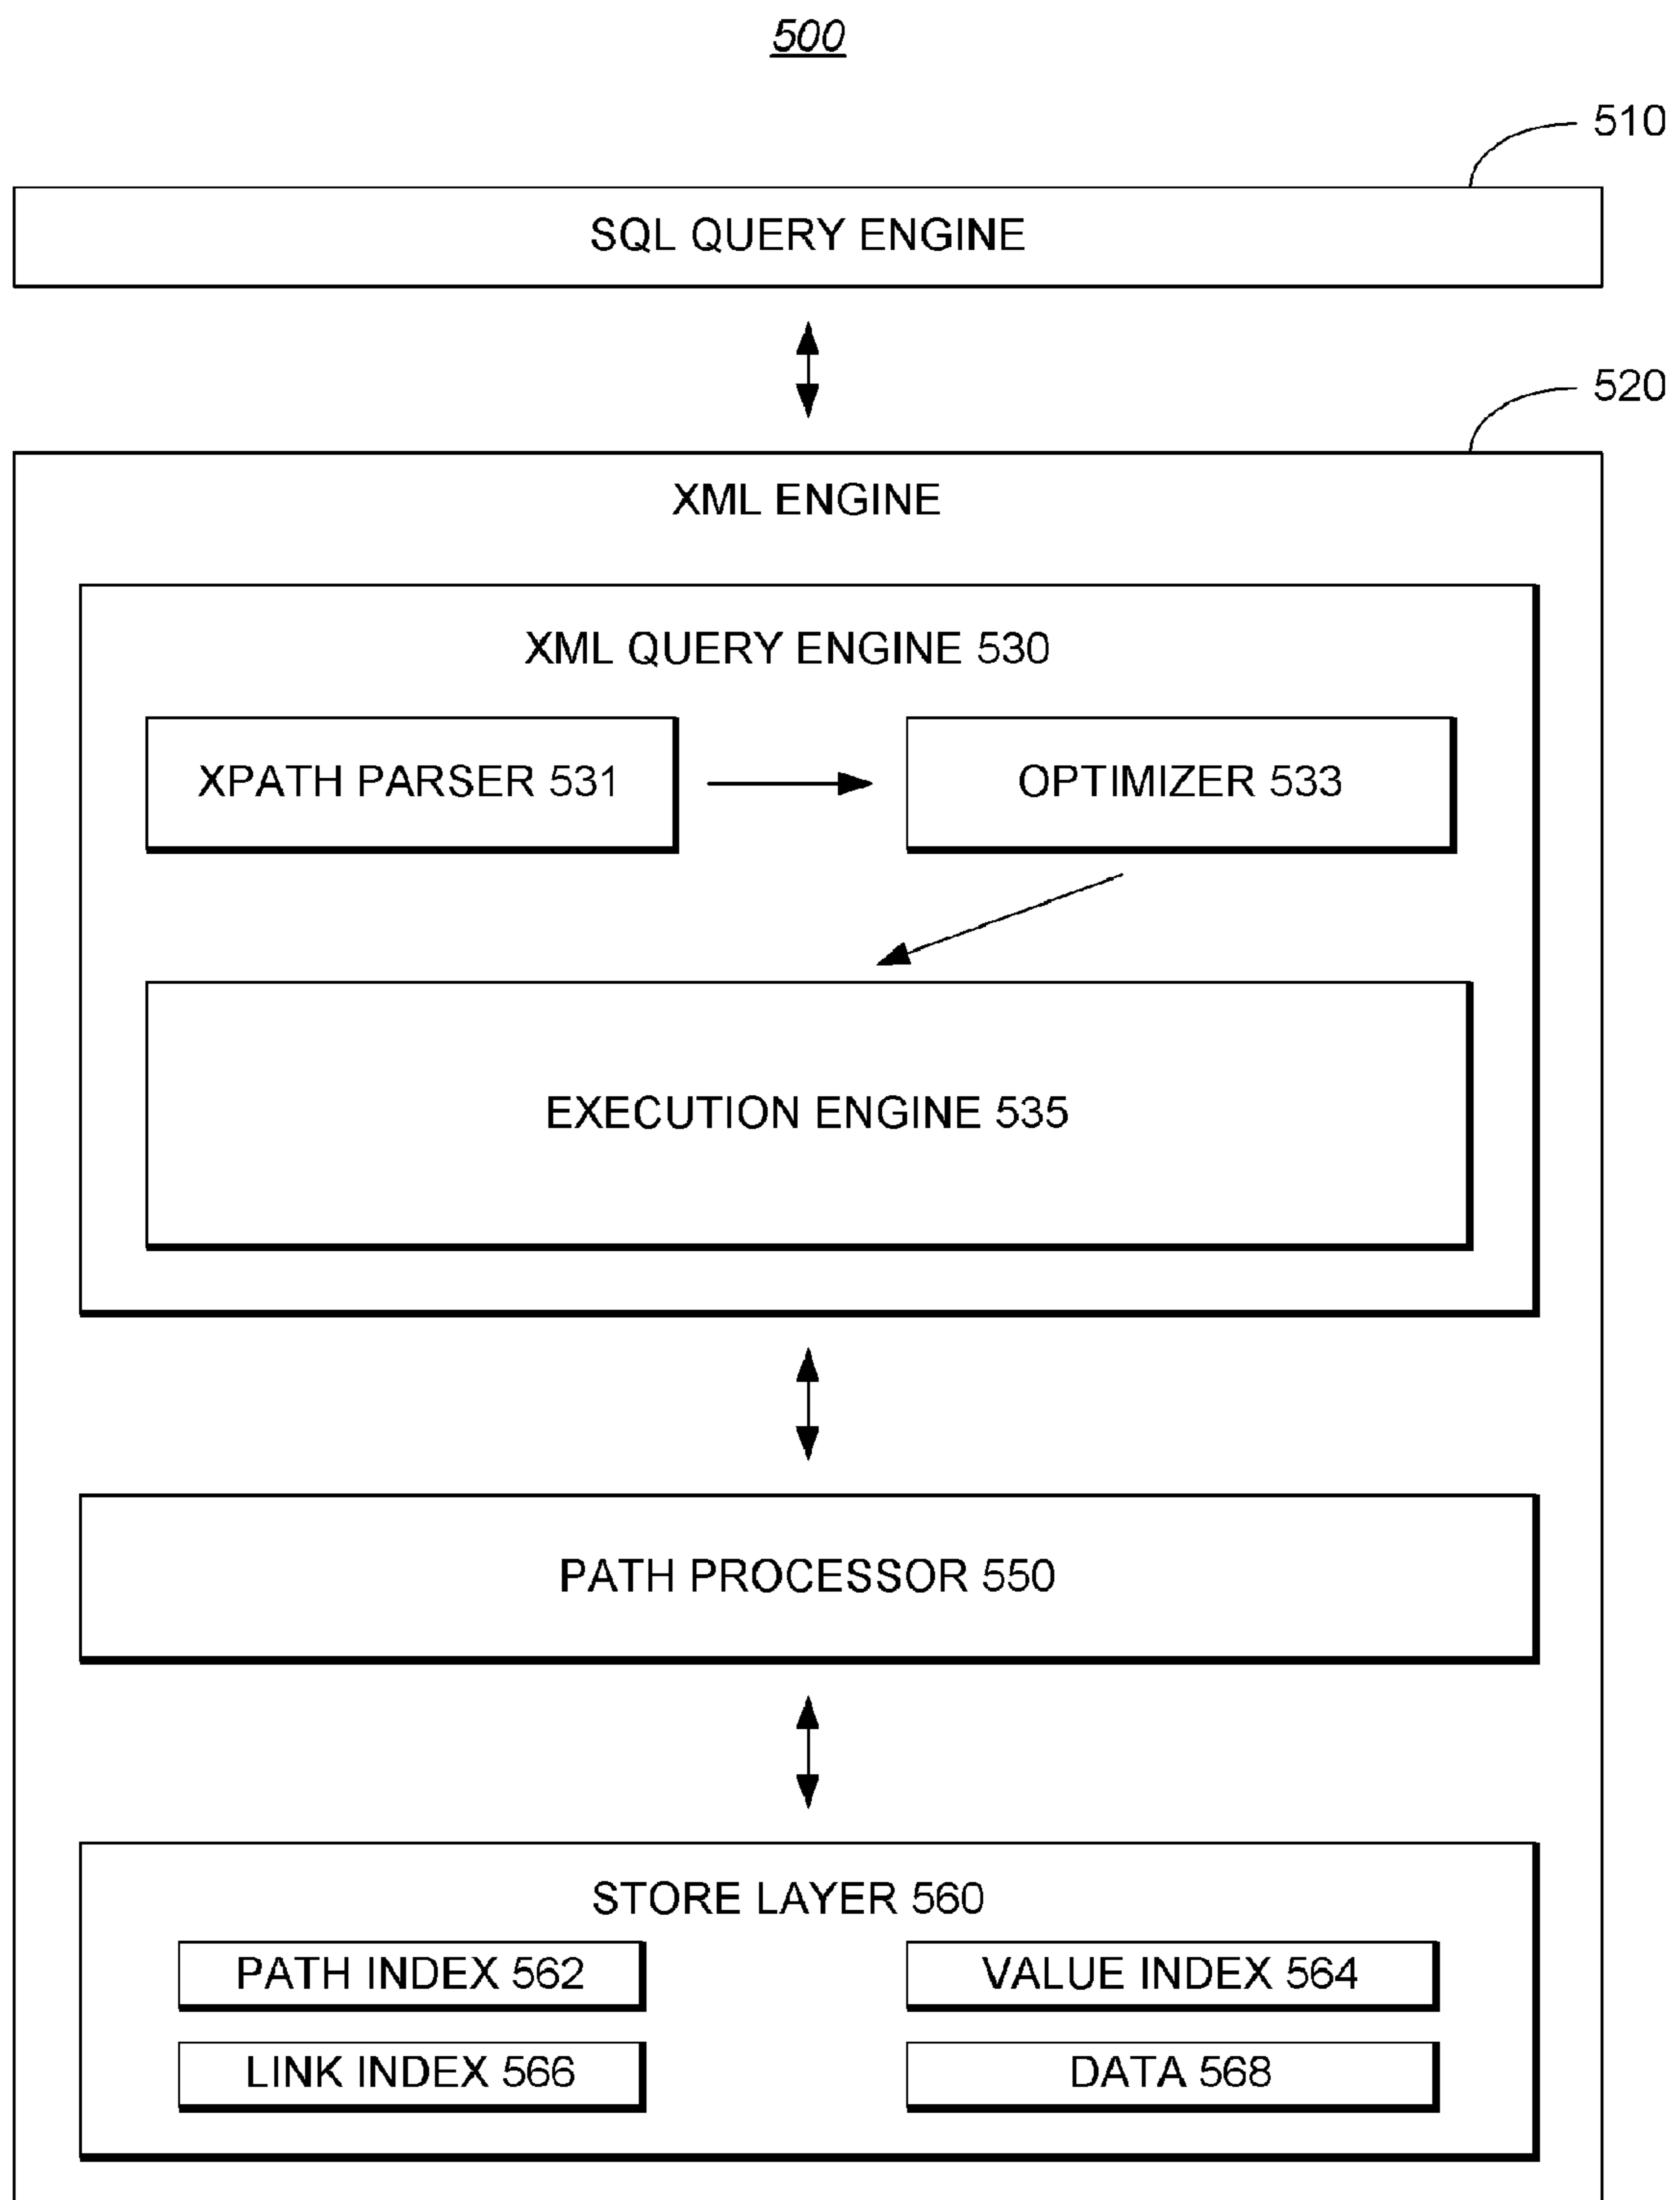 500
510
SQL QUERY ENGINE
520
XML ENGINE
XML QUERY ENGINE 530
XPATH PARSER 531
OPTIMIZER 533
EXECUTION ENGINE 535
PATH PROCESSOR 550
STORE LAYER 560
PATH INDEX 562
VALUE INDEX 564
LINK INDEX 566
DATA 568